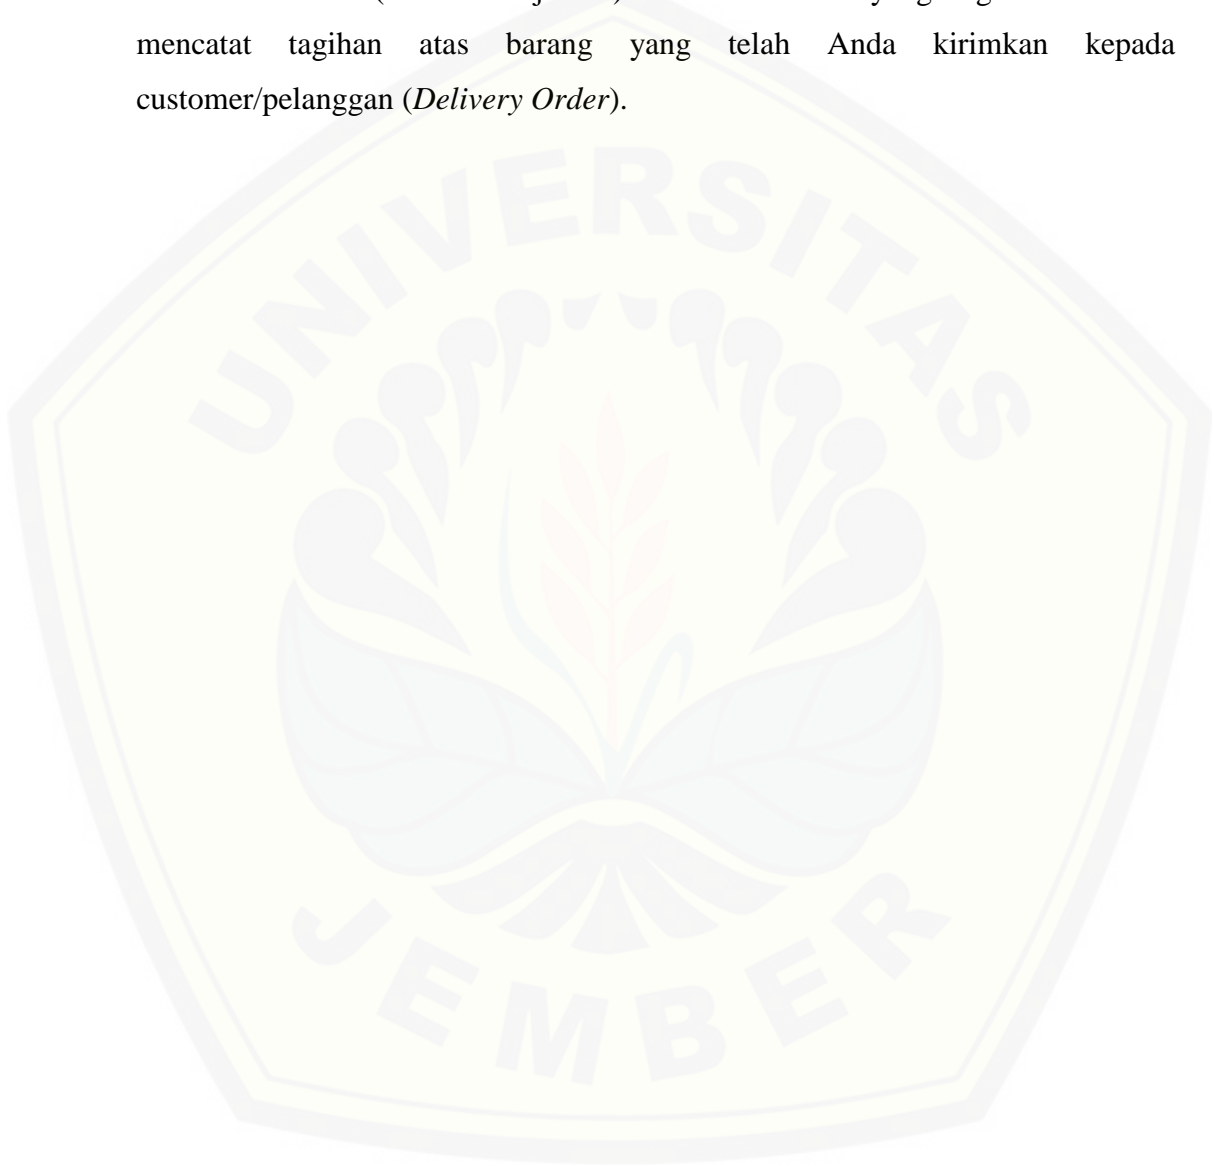 mencatat tagihan atas barang yang telah Anda kirimkan kepada
customer/pelanggan (Delivery Order).
UNIVERSITAS
JEMBER